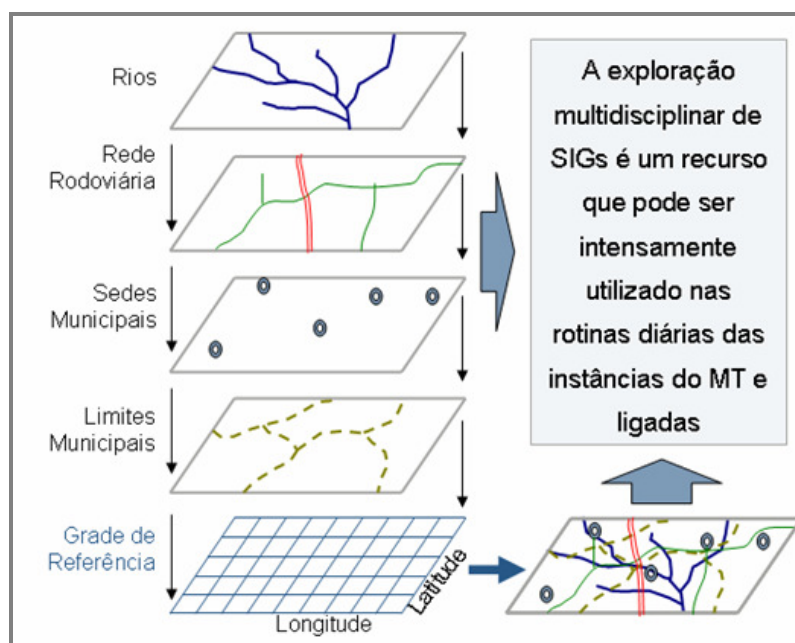 Rios
Rede
Rodoviária
Sedes
Municipais
Limites
Municipais
Grade de
Referência
Longitude
Latitude
A exploração
multidisciplinar de
SIGs é um recurso
que pode ser
intensamente
utilizado nas
rotinas diárias das
instâncias do MT e
ligadas